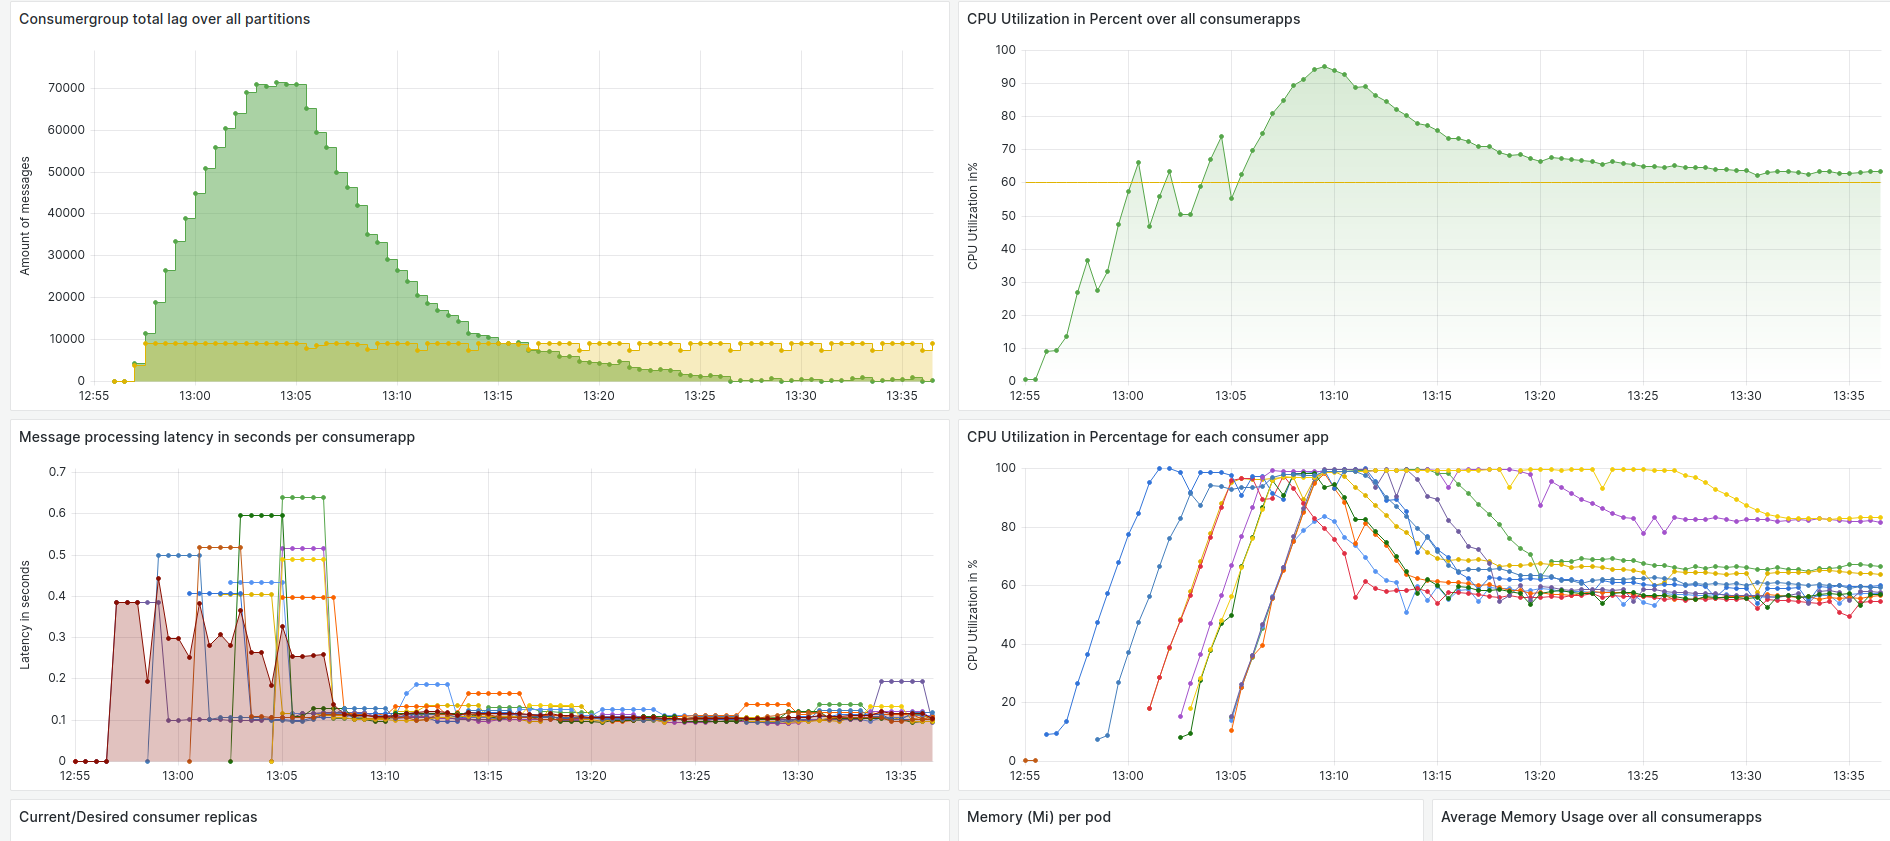 Consumergroup total lag over all partitions
Amount of messages
70000
60000
50000
40000
30000
20000
10000
0
12:55 13:00 13:05 13:10 13:15 13:20 13:25 13:30 13:35
CPU Utilization in Percent over all consumerapps
CPU Utilization in%
100
90
80
70
60
50
40
30
20
10
0
12:55 13:00 13:05 13:10 13:15 13:20 13:25 13:30 13:35
Message processing latency in seconds per consumerapp
Latency in seconds
0.7
0.6
0.5
0.4
0.3
0.2
0.1
0
12:55 13:00 13:05 13:10 13:15 13:20 13:25 13:30 13:35
CPU Utilization in Percentage for each consumer app
CPU Utilization in %
100
80
60
40
20
0
12:55 13:00 13:05 13:10 13:15 13:20 13:25 13:30 13:35
Current/Desired consumer replicas
Memory (Mi) per pod
Average Memory Usage over all consumerapps